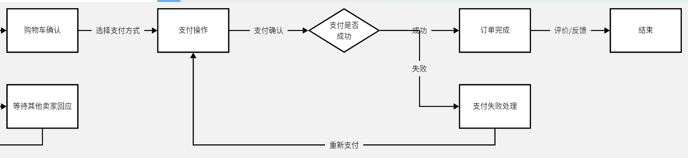 购物车确认
选择支付方式
支付操作
支付确认
支付是否
成功
成功
订单完成
评价/反馈
结束
失败
等待其他卖家回应
支付失败处理
重新支付